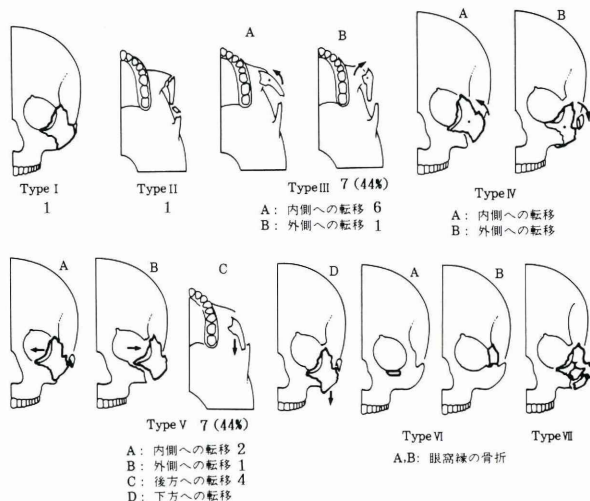 A B A B
Type I Type II Type III 7 (44%) Type IV
1 1
A: 内側への転移 6
B: 外側への転移 1
A: 内側への転移
B: 外側への転移
A B C D A B
Type V 7 (44%) Type VI Type VII
A: 内側への転移 2
B: 外側への転移 1
C: 後方への転移 4
D: 下方への転移
A,B: 眼窩縁の骨折